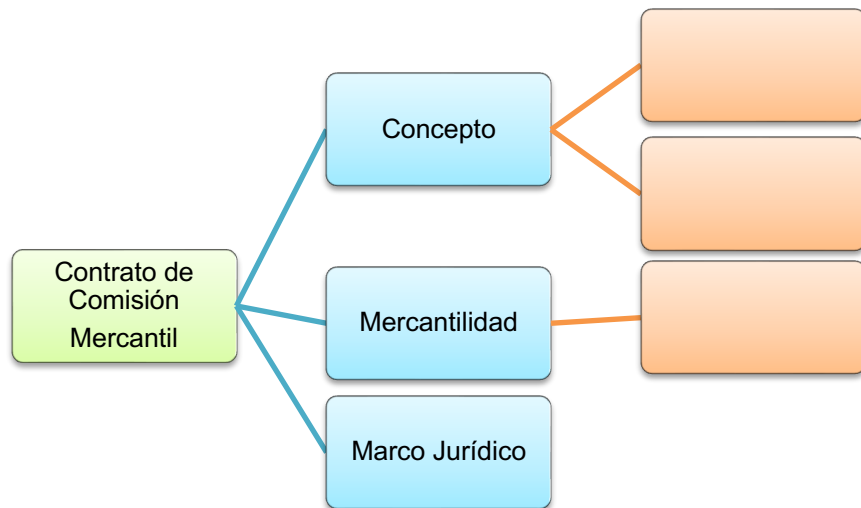 Concepto
Contrato de
Comisión
Mercantil
Mercantilidad
Marco Jurídico